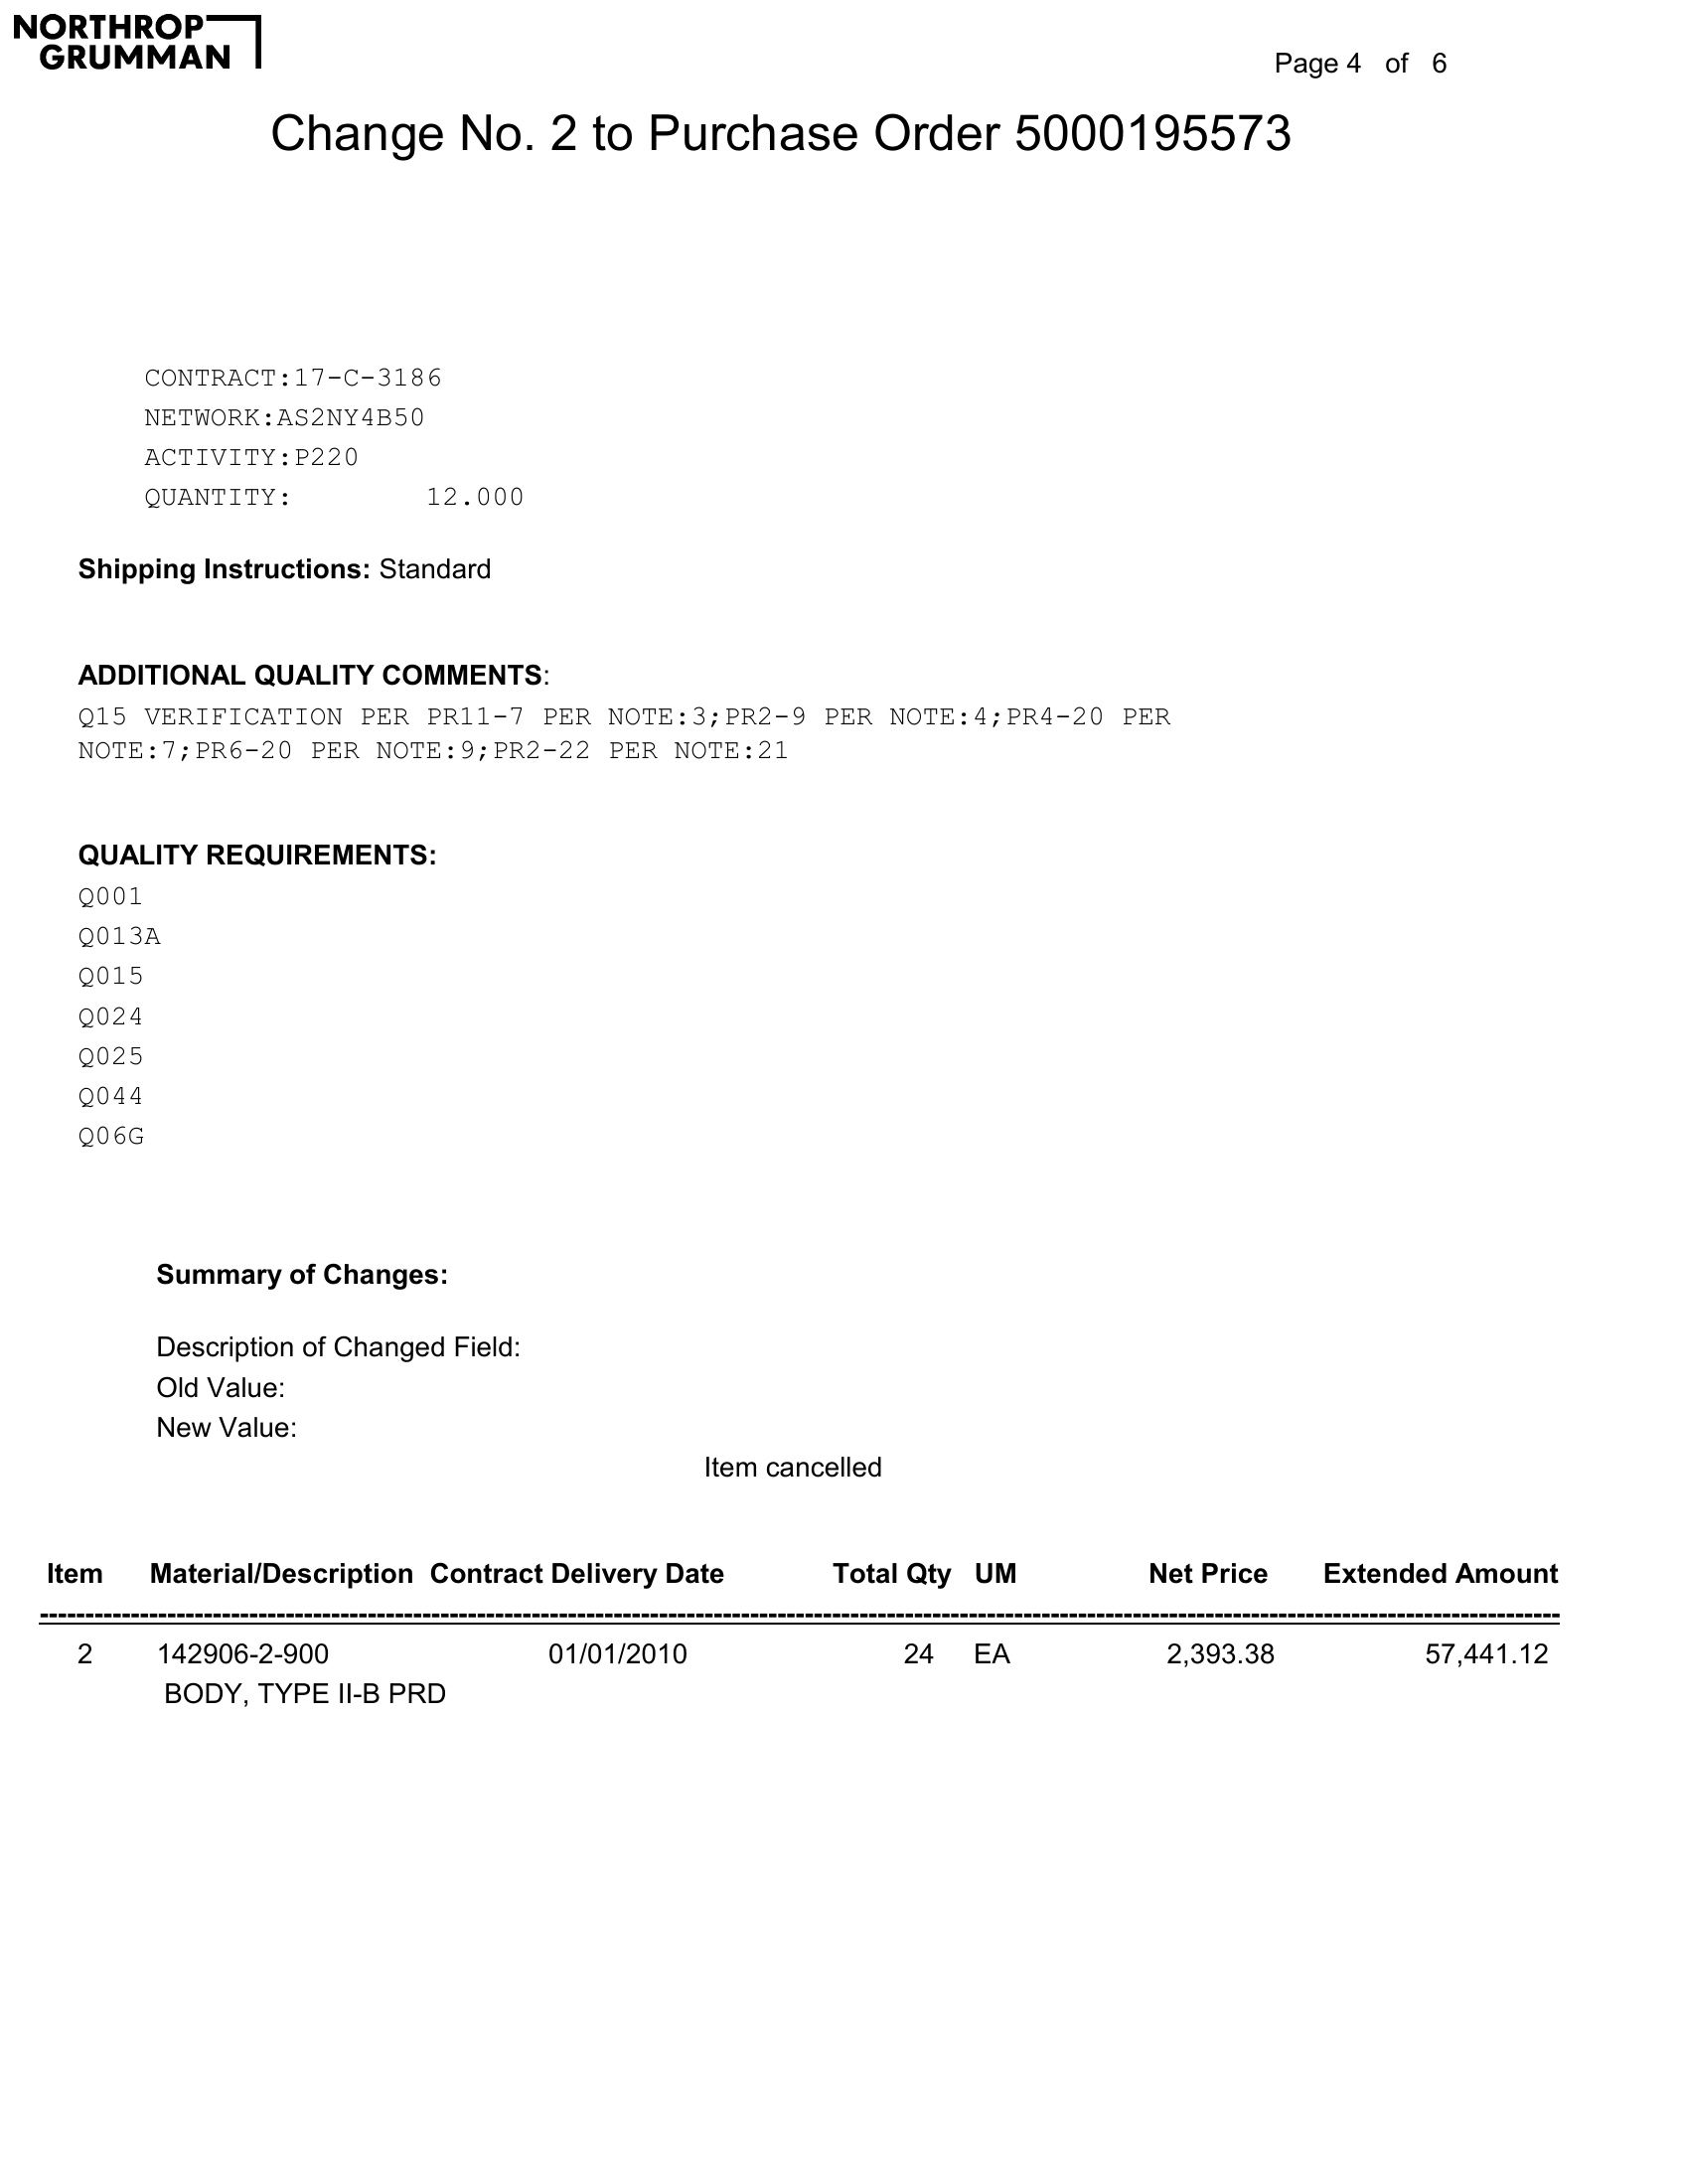 NORTHROP
GRUMMAN
Page 4 of 6
Change No. 2 to Purchase Order 5000195573
CONTRACT:17-C-3186
NETWORK:AS2NY4B50
ACTIVITY:P220
QUANTITY: 12.000
Shipping Instructions: Standard
ADDITIONAL QUALITY COMMENTS:
Q15 VERIFICATION PER PR11-7 PER NOTE:3;PR2-9 PER NOTE:4;PR4-20 PER
NOTE:7;PR6-20 PER NOTE:9;PR2-22 PER NOTE:21
QUALITY REQUIREMENTS:
Q001
Q013A
Q015
Q024
Q025
Q044
Q06G
Summary of Changes:
Description of Changed Field:
Old Value:
New Value:
Item cancelled
Item Material/Description Contract Delivery Date Total Qty UM Net Price Extended Amount
2 142906-2-900 01/01/2010 24 EA 2,393.38 57,441.12
BODY, TYPE II-B PRD